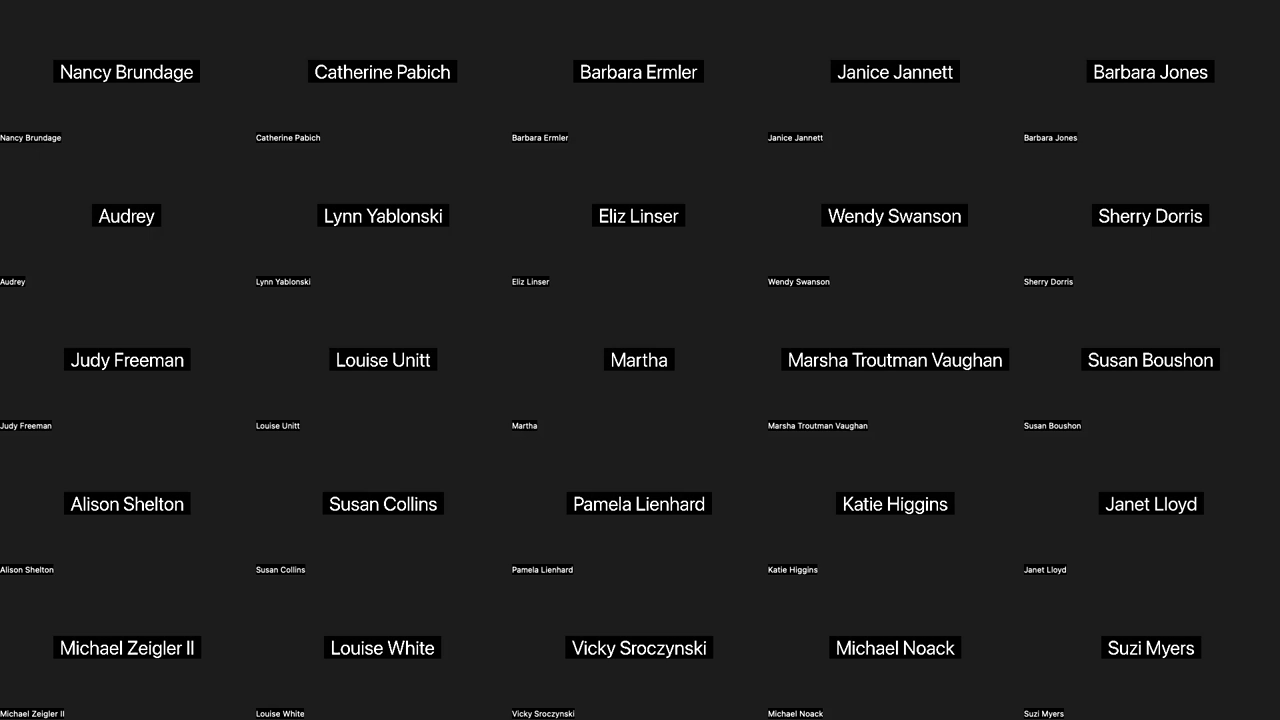 Nancy Brundage
Catherine Pabich
Barbara Ermler
Janice Jannett
Barbara Jones
Nancy Brundage
Catherine Pabich
Barbara Ermler
Janice Jannett
Barbara Jones
Audrey
Lynn Yablonski
Eliz Linser
Wendy Swanson
Sherry Dorris
Audrey
Lynn Yablonski
Eliz Linser
Wendy Swanson
Sherry Dorris
Judy Freeman
Louise Unitt
Martha
Marsha Troutman Vaughan
Susan Boushon
Judy Freeman
Louise Unitt
Martha
Marsha Troutman Vaughan
Susan Boushon
Alison Shelton
Susan Collins
Pamela Lienhard
Katie Higgins
Janet Lloyd
Alison Shelton
Susan Collins
Pamela Lienhard
Katie Higgins
Janet Lloyd
Michael Zeigler II
Louise White
Vicky Sroczynski
Michael Noack
Suzi Myers
Michael Zeigler II
Louise White
Vicky Sroczynski
Michael Noack
Suzi Myers